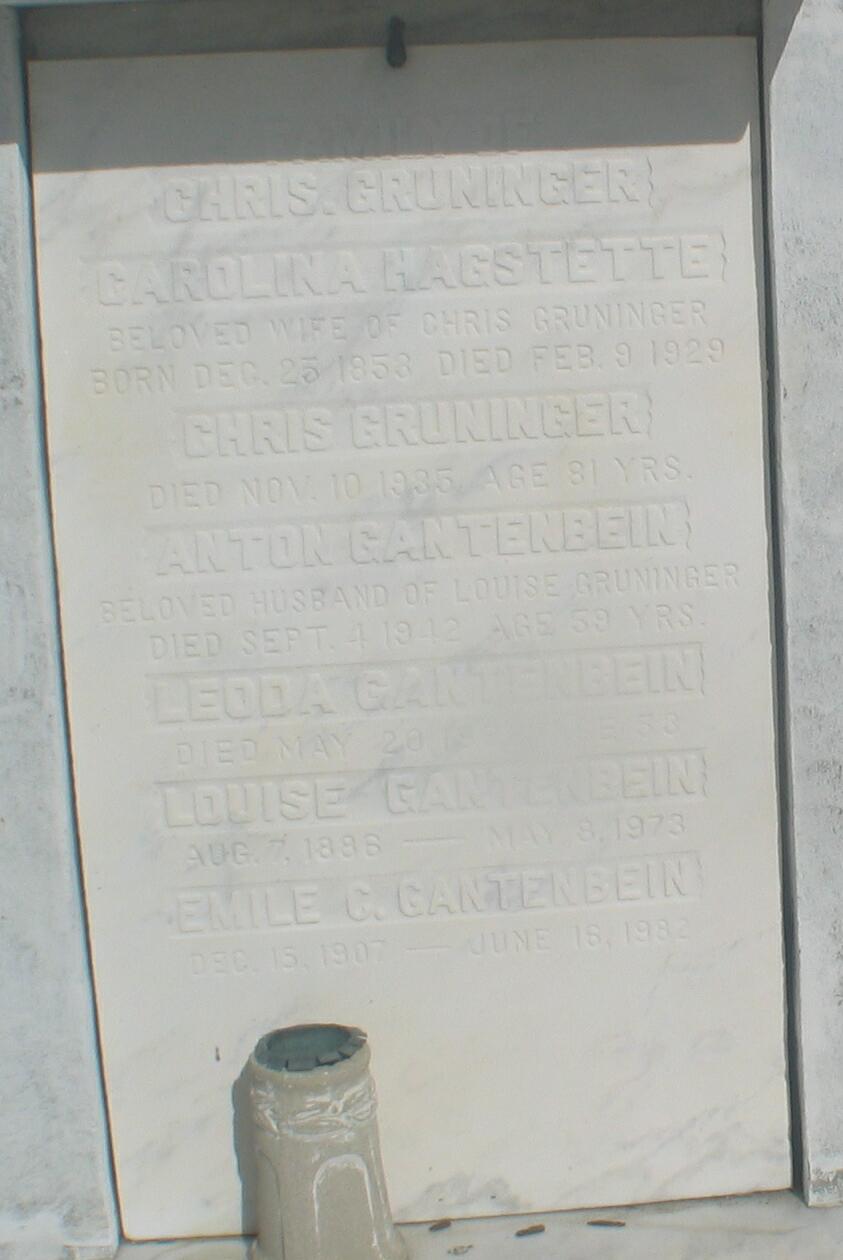 FAMILY OF
CHRIS. GRUNINGER
CAROLINA HAGSTETTE
BELOVED WIFE OF CHRIS GRUNINGER
BORN DEC. 25 1853 DIED FEB. 9 1929
CHRIS GRUNINGER
DIED NOV. 10 1935 AGE 81 YRS.
ANTON GANTENBEIN
BELOVED HUSBAND OF LOUISE GRUNINGER
DIED SEPT. 4 1942 AGE 59 YRS.
LEODA GANTENBEIN
DIED MAY 20
LOUISE GANTENBEIN
AUG. 7, 1886 — MAY 8, 1973
EMILE C. GANTENBEIN
DEC. 15, 1907 — JUNE 18, 1982